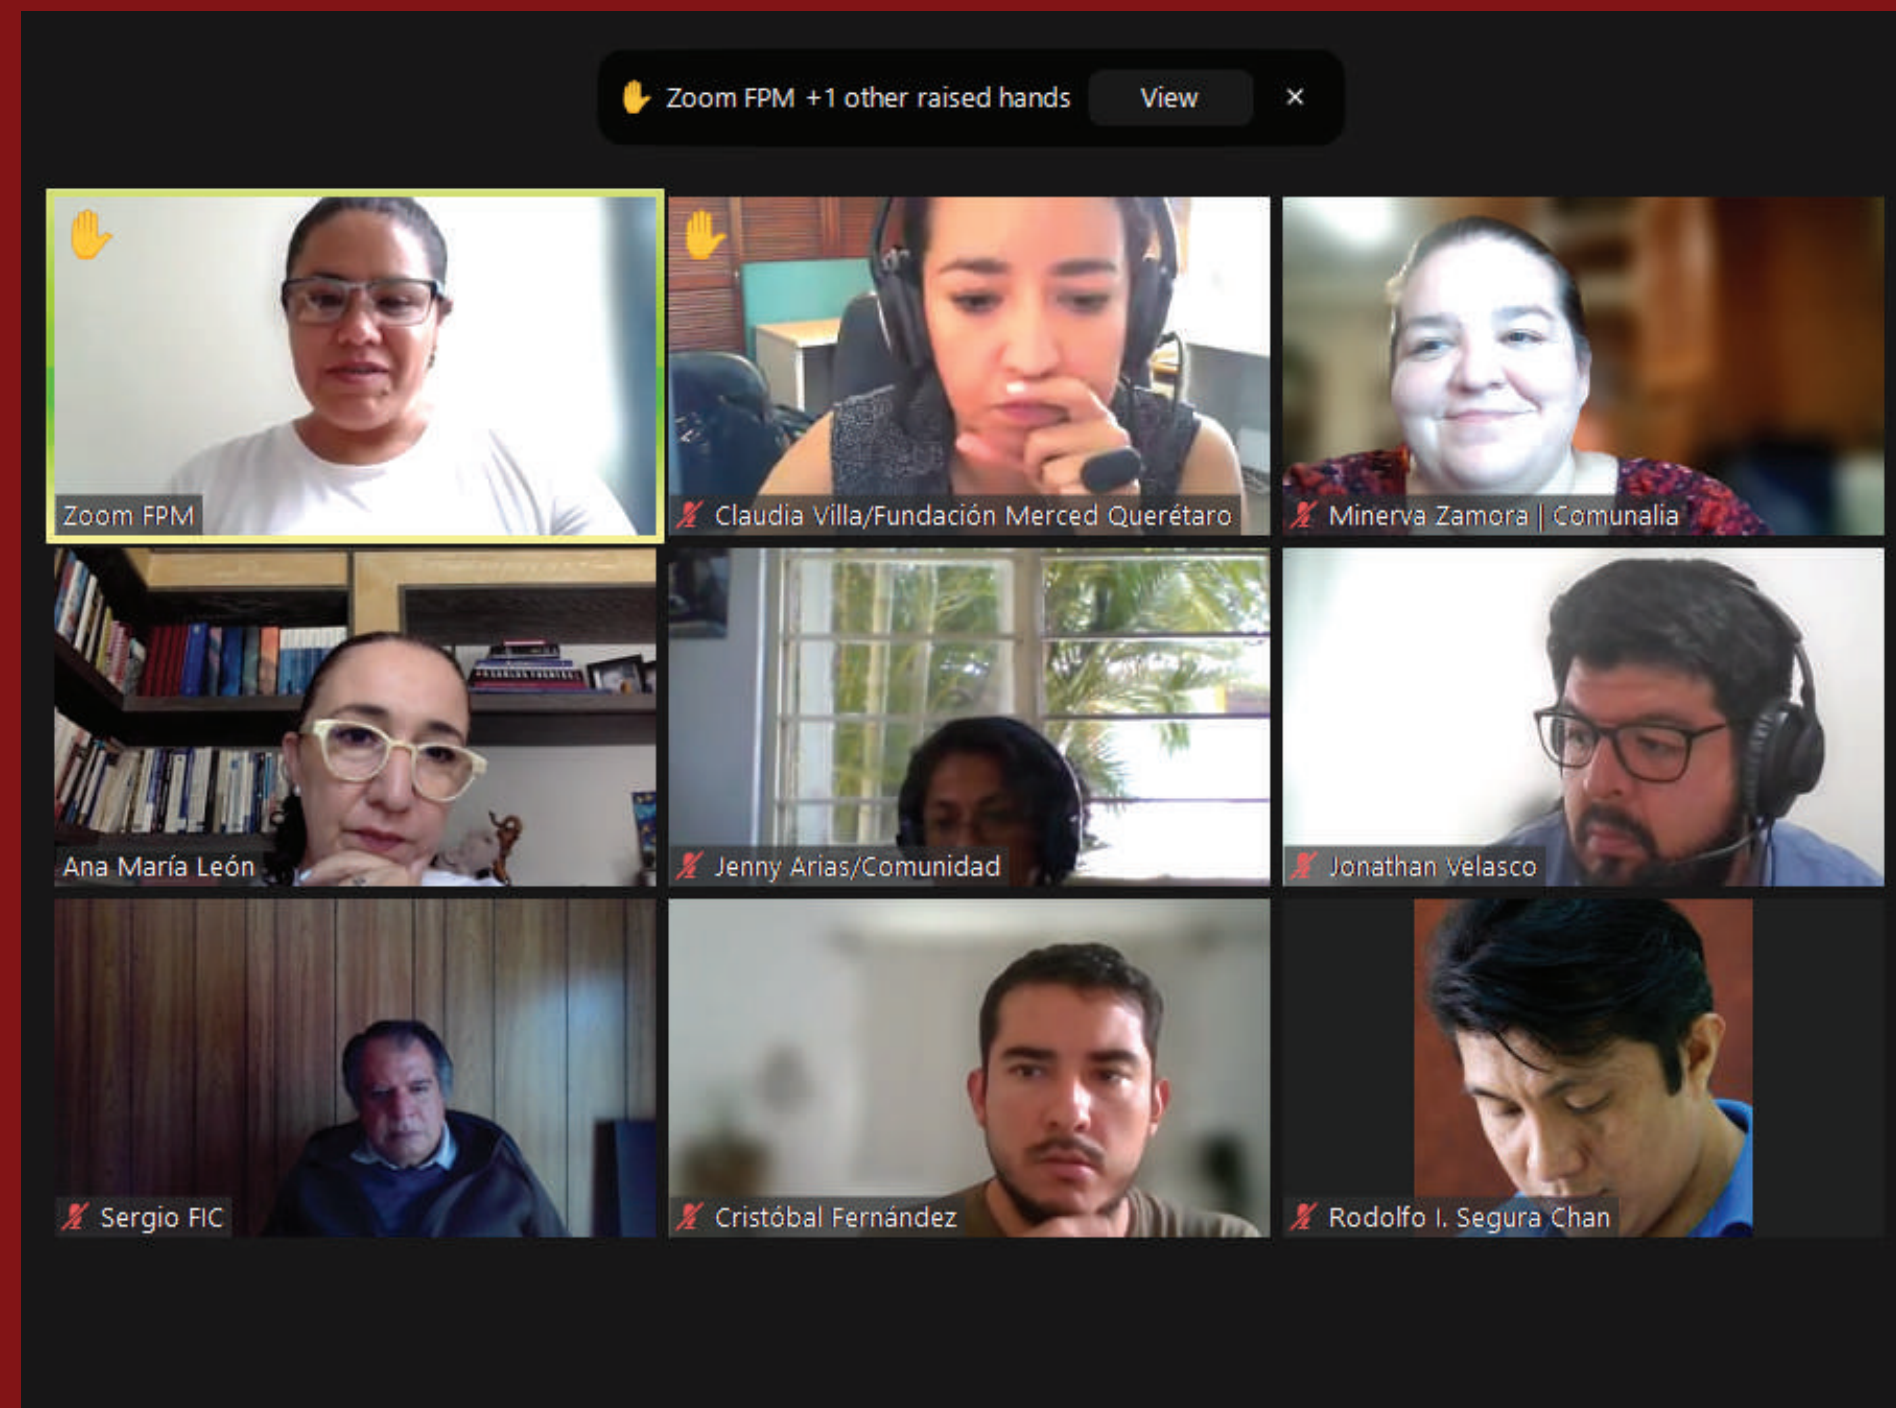 Zoom FPM +1 other raised hands View
Zoom FPM
Claudia Villa/Fundación Merced Querétaro
Minerva Zamora | Comunalia
Ana María León
Jenny Arias/Comunidad
Jonathan Velasco
Sergio FIC
Cristóbal Fernández
Rodolfo I. Segura Chan